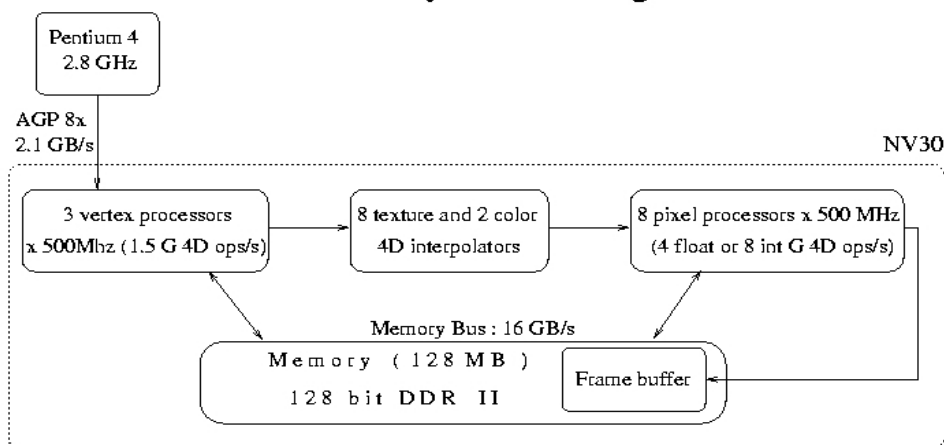 Pentium 4
2.8 GHz
AGP 8x
2.1 GB/s
NV30
3 vertex processors
x 500Mhz (1.5 G 4D ops/s)
8 texture and 2 color
4D interpolators
8 pixel processors x 500 MHz
(4 float or 8 int G 4D ops/s)
Memory Bus : 16 GB/s
Memory ( 128 MB )
128 bit DDR II
Frame buffer